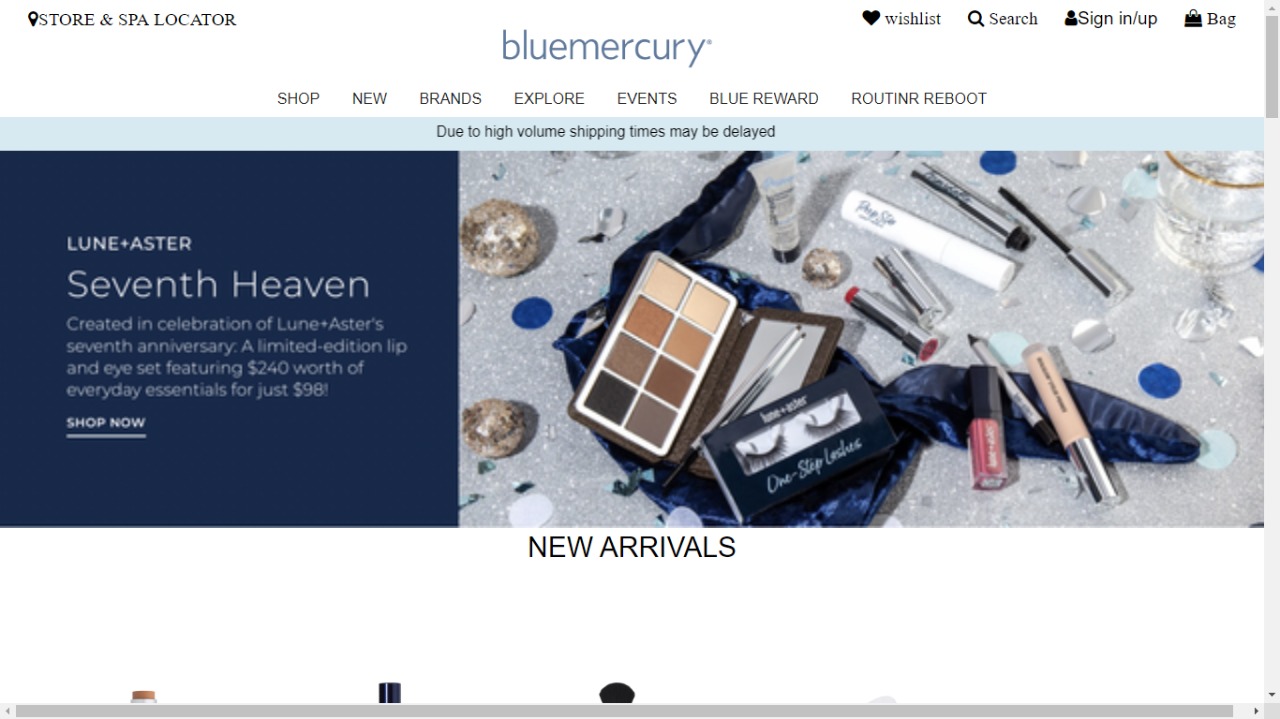 STORE & SPA LOCATOR
wishlist
Search
Sign in/up
Bag
bluemercury®
SHOP
NEW
BRANDS
EXPLORE
EVENTS
BLUE REWARD
ROUTINR REBOOT
Due to high volume shipping times may be delayed
LUNE+ASTER
Seventh Heaven
Created in celebration of Lune+Aster's
seventh anniversary: A limited-edition lip
and eye set featuring $240 worth of
everyday essentials for just $98!
SHOP NOW
lune+aster
One-Step Lashes
NEW ARRIVALS